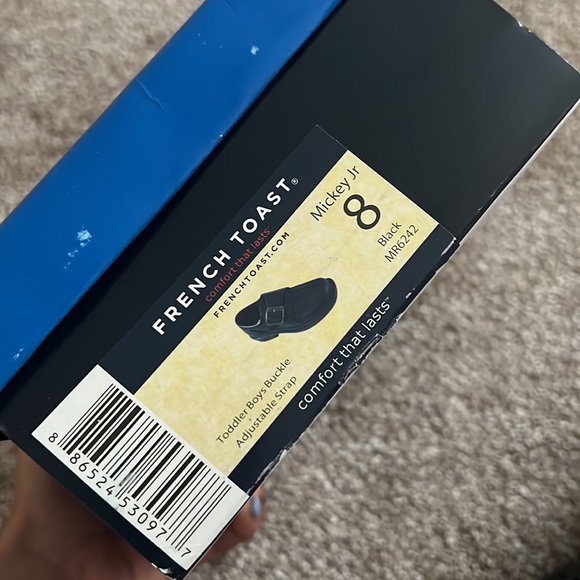 FRENCH TOAST®
comfort that lasts™
FRENCHTOAST.COM
Mickey Jr
8
Black
MR6242
Toddler Boys Buckle
Adjustable Strap
comfort that lasts™
8 86524 53097 7